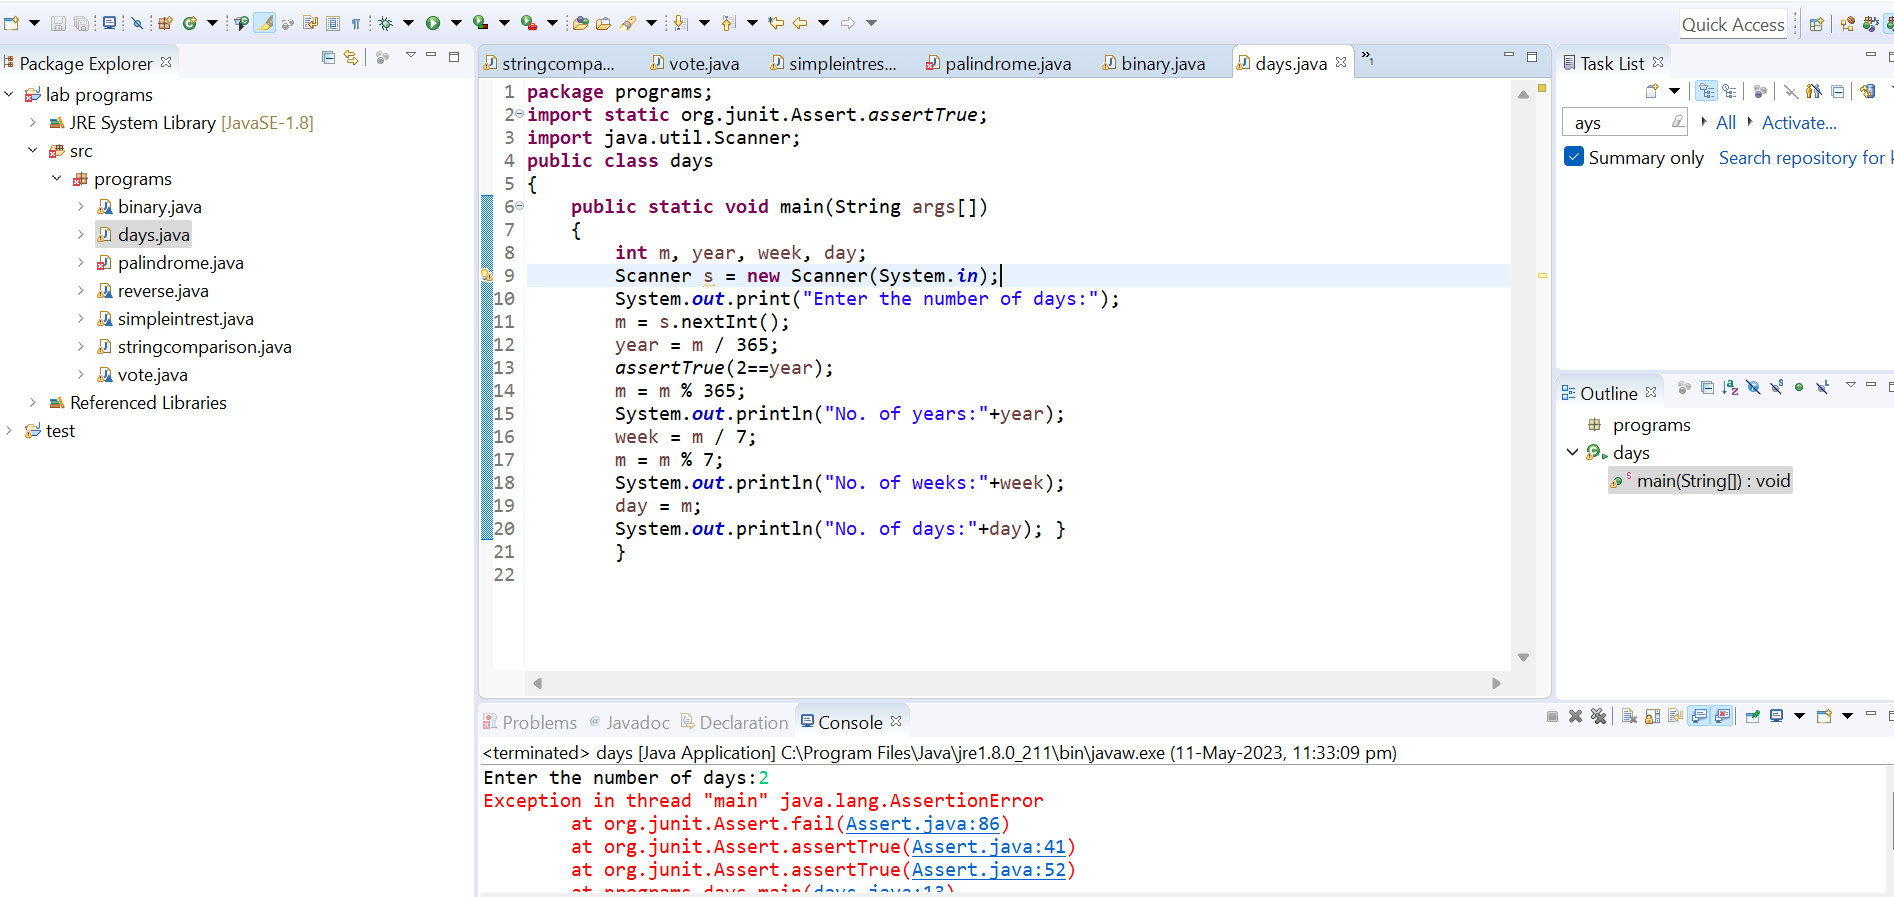 Quick Access
Package Explorer
lab programs
JRE System Library [JavaSE-1.8]
src
programs
binary.java
days.java
palindrome.java
reverse.java
simpleintrest.java
stringcomparison.java
vote.java
Referenced Libraries
test
stringcompa...
vote.java
simpleintres...
palindrome.java
binary.java
days.java
»1
1 package programs;
2 import static org.junit.Assert.assertTrue;
3 import java.util.Scanner;
4 public class days
5 {
6 public static void main(String args[])
7 {
8 int m, year, week, day;
9 Scanner s = new Scanner(System.in);
10 System.out.print("Enter the number of days:");
11 m = s.nextInt();
12 year = m / 365;
13 assertTrue(2==year);
14 m = m % 365;
15 System.out.println("No. of years:"+year);
16 week = m / 7;
17 m = m % 7;
18 System.out.println("No. of weeks:"+week);
19 day = m;
20 System.out.println("No. of days:"+day); }
21 }
22
Task List
ays
All
Activate...
Summary only
Search repository for
Outline
programs
days
main(String[]) : void
Problems
Javadoc
Declaration
Console
<terminated> days [Java Application] C:\Program Files\Java\jre1.8.0_211\bin\javaw.exe (11-May-2023, 11:33:09 pm)
Enter the number of days:2
Exception in thread "main" java.lang.AssertionError
at org.junit.Assert.fail(Assert.java:86)
at org.junit.Assert.assertTrue(Assert.java:41)
at org.junit.Assert.assertTrue(Assert.java:52)
at programs.days.main(days.java:13)